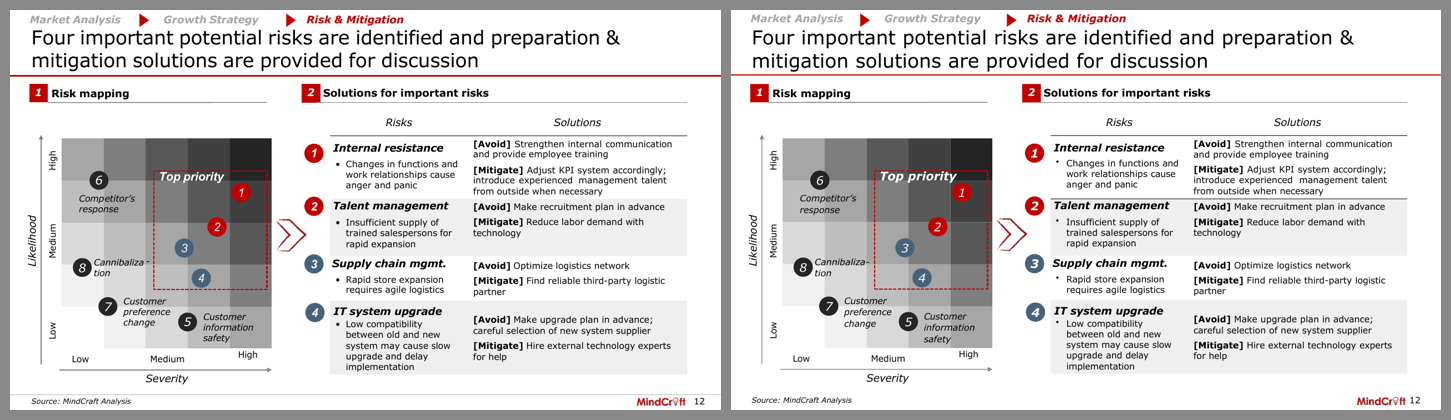 Market Analysis Growth Strategy Risk & Mitigation
Four important potential risks are identified and preparation &
mitigation solutions are provided for discussion
1 Risk mapping
Likelihood
High
Medium
Low
Top priority
6
Competitor's
response
1
2
3
4
8 Cannibaliza-
tion
7 Customer
preference
change
5 Customer
information
safety
Low Medium High
Severity
2 Solutions for important risks
Risks Solutions
1 Internal resistance
• Changes in functions and
work relationships cause
anger and panic
[Avoid] Strengthen internal communication
and provide employee training
[Mitigate] Adjust KPI system accordingly;
introduce experienced management talent
from outside when necessary
2 Talent management
• Insufficient supply of
trained salespersons for
rapid expansion
[Avoid] Make recruitment plan in advance
[Mitigate] Reduce labor demand with
technology
3 Supply chain mgmt.
• Rapid store expansion
requires agile logistics
[Avoid] Optimize logistics network
[Mitigate] Find reliable third-party logistic
partner
4 IT system upgrade
• Low compatibility
between old and new
system may cause slow
upgrade and delay
implementation
[Avoid] Make upgrade plan in advance;
careful selection of new system supplier
[Mitigate] Hire external technology experts
for help
Source: MindCraft Analysis
MindCraft 12
Market Analysis Growth Strategy Risk & Mitigation
Four important potential risks are identified and preparation &
mitigation solutions are provided for discussion
1 Risk mapping
Likelihood
High
Medium
Low
Top priority
6
Competitor's
response
1
2
3
4
8 Cannibaliza-
tion
7 Customer
preference
change
5 Customer
information
safety
Low Medium High
Severity
2 Solutions for important risks
Risks Solutions
1 Internal resistance
• Changes in functions and
work relationships cause
anger and panic
[Avoid] Strengthen internal communication
and provide employee training
[Mitigate] Adjust KPI system accordingly;
introduce experienced management talent
from outside when necessary
2 Talent management
• Insufficient supply of
trained salespersons for
rapid expansion
[Avoid] Make recruitment plan in advance
[Mitigate] Reduce labor demand with
technology
3 Supply chain mgmt.
• Rapid store expansion
requires agile logistics
[Avoid] Optimize logistics network
[Mitigate] Find reliable third-party logistic
partner
4 IT system upgrade
• Low compatibility
between old and new
system may cause slow
upgrade and delay
implementation
[Avoid] Make upgrade plan in advance;
careful selection of new system supplier
[Mitigate] Hire external technology experts
for help
Source: MindCraft Analysis
MindCraft 12